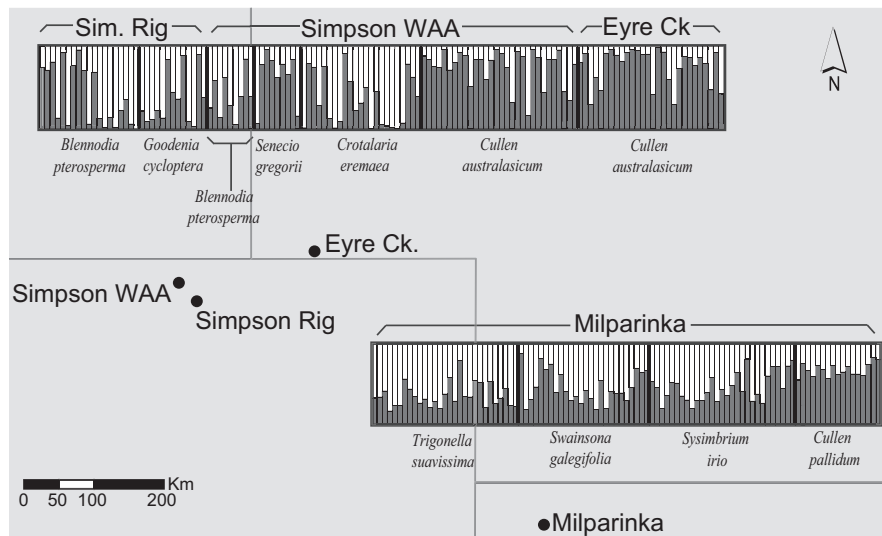 Sim. Rig Simpson WAA Eyre Ck
N
Blennodia Goodenia Senecio Crotalaria Cullen Cullen
pterosperma cycloptera gregorii eremaea australasicum australasicum
Blennodia
pterosperma
Eyre Ck.
Simpson WAA
Simpson Rig
Milparinka
Trigonella Swainsona Sysimbrium Cullen
suavissima galegifolia irio pallidum
Km
0 50 100 200
Milparinka